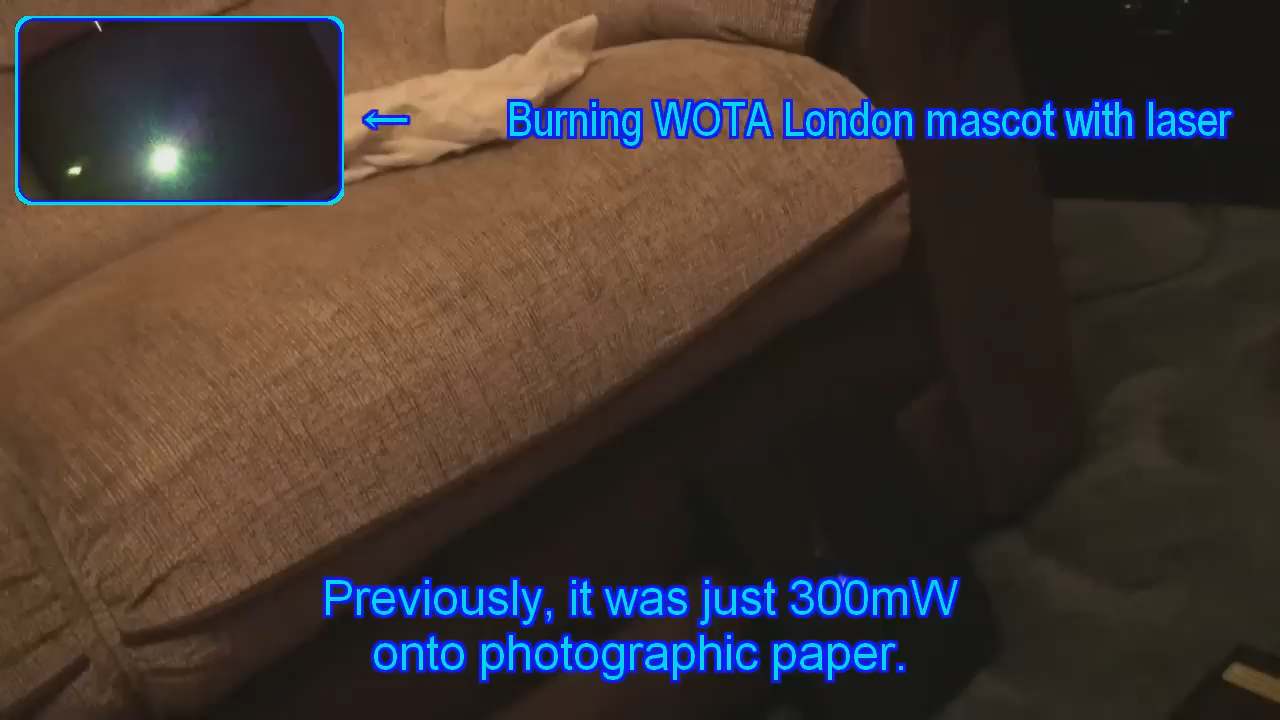 ← Burning WOTA London mascot with laser
Previously, it was just 300mW
onto photographic paper.